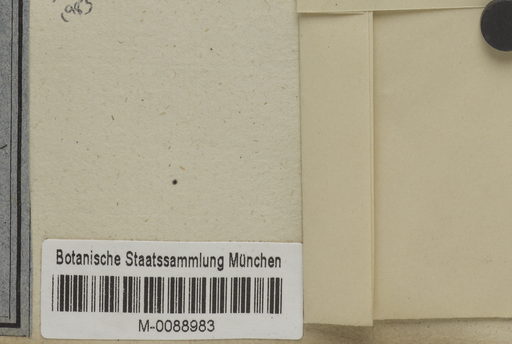 Botanische Staatssammlung München
M-0088983